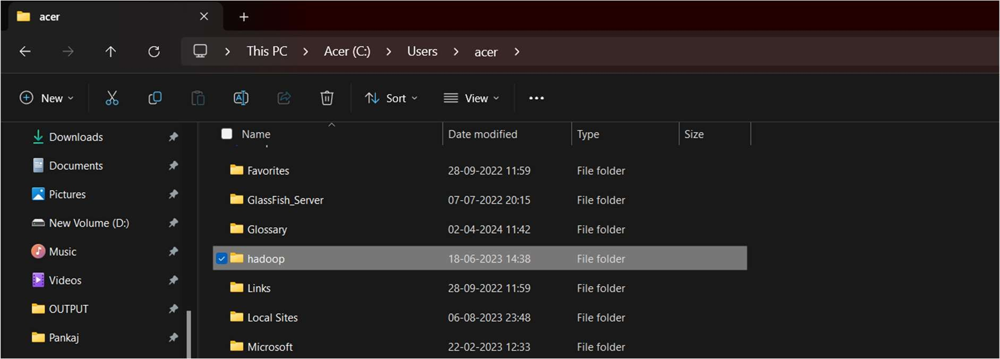 acer
This PC > Acer (C:) > Users > acer >
New Sort View
Name Date modified Type Size
Downloads
Documents
Pictures
New Volume (D:)
Music
Videos
OUTPUT
Pankaj
Favorites 28-09-2022 11:59 File folder
GlassFish_Server 07-07-2022 20:15 File folder
Glossary 02-04-2024 11:42 File folder
hadoop 18-06-2023 14:38 File folder
Links 28-09-2022 11:59 File folder
Local Sites 06-08-2023 23:48 File folder
Microsoft 22-02-2023 12:33 File folder